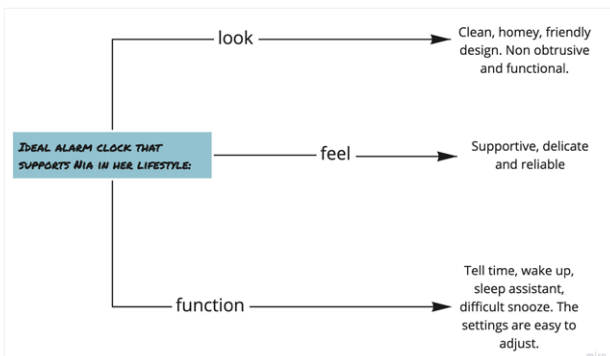 look
Clean, homey, friendly
design. Non obtrusive
and functional.
IDEAL ALARM CLOCK THAT
SUPPORTS NIA IN HER LIFESTYLE:
feel
Supportive, delicate
and reliable
function
Tell time, wake up,
sleep assistant,
difficult snooze. The
settings are easy to
adjust.
miro